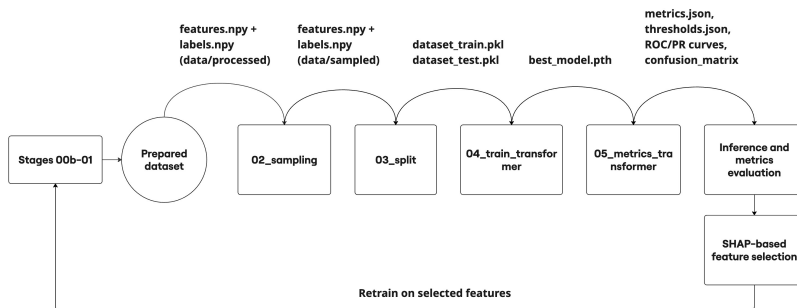 metrics.json,
thresholds.json,
ROC/PR curves,
confusion_matrix
features.npy +
labels.npy
(data/processed)
features.npy +
labels.npy
(data/sampled)
dataset_train.pkl
dataset_test.pkl
best_model.pth
Stages 00b-01
Prepared
dataset
02_sampling
03_split
04_train_transfor
mer
05_metrics_tra
nsformer
Inference and
metrics
evaluation
SHAP-based
feature selection
Retrain on selected features